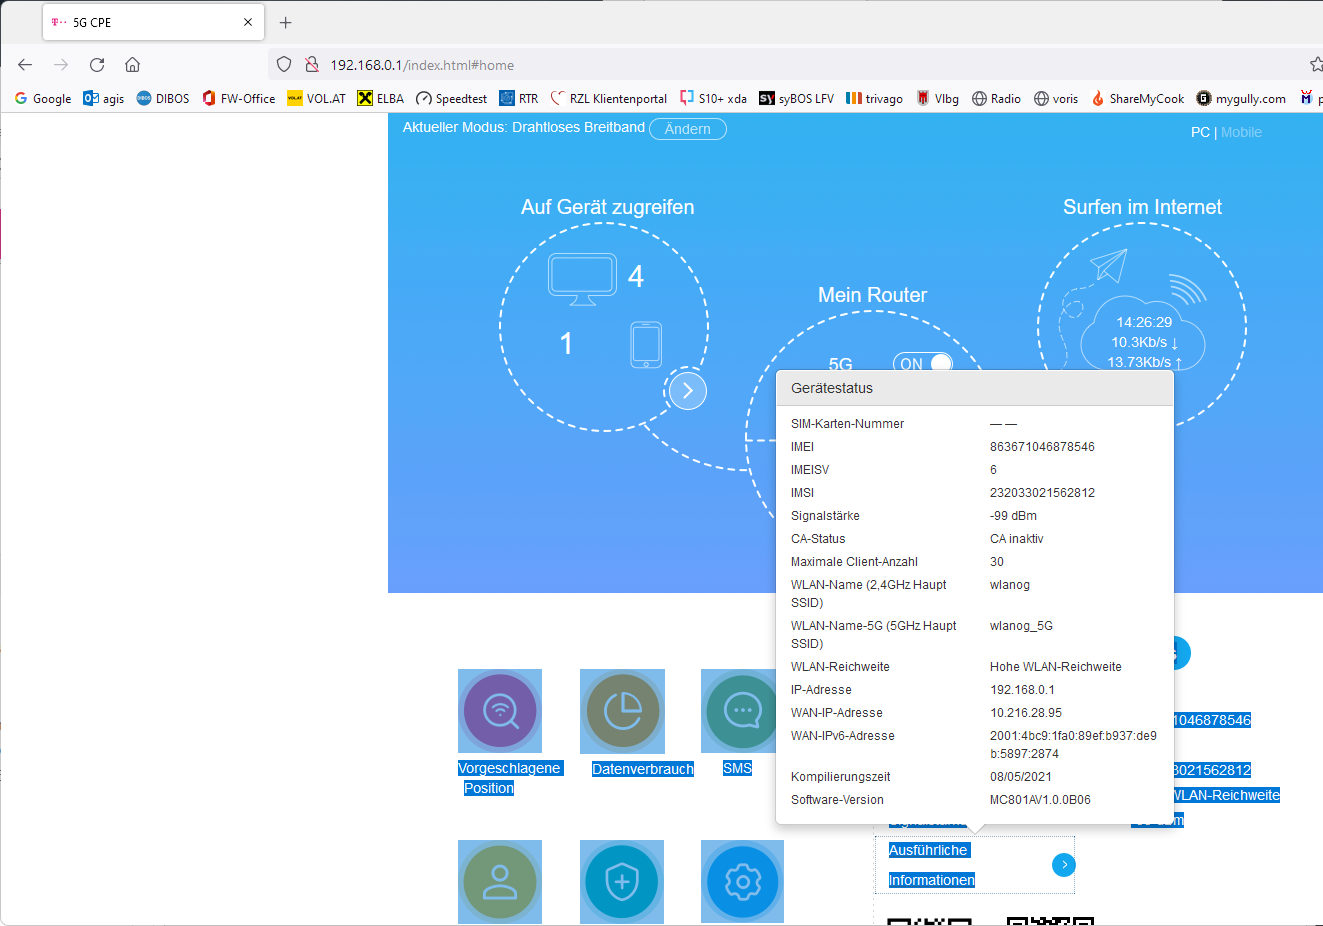 5G CPE
192.168.0.1/index.html#home
Google agis DIBOS FW-Office VOL.AT ELBA Speedtest RTR RZL Klientenportal S10+ xda syBOS LFV trivago Vlbg Radio voris ShareMyCook mygully.com
Aktueller Modus: Drahtloses Breitband Ändern
PC | Mobile
Auf Gerät zugreifen
Surfen im Internet
4
1
Mein Router
14:26:29
10.3Kb/s ↓
13.73Kb/s ↑
5G ON
Gerätestatus
SIM-Karten-Nummer — —
IMEI 863671046878546
IMEISV 6
IMSI 232033021562812
Signalstärke -99 dBm
CA-Status CA inaktiv
Maximale Client-Anzahl 30
WLAN-Name (2,4GHz Haupt wlanog
SSID)
WLAN-Name-5G (5GHz Haupt wlanog_5G
SSID)
WLAN-Reichweite Hohe WLAN-Reichweite
IP-Adresse 192.168.0.1
WAN-IP-Adresse 10.216.28.95
WAN-IPv6-Adresse 2001:4bc9:1fa0:89ef:b937:de9
b:5897:2874
Kompilierungszeit 08/05/2021
Software-Version MC801AV1.0.0B06
1046878546
3021562812
WLAN-Reichweite
Vorgeschlagene
Position
Datenverbrauch
SMS
Ausführliche
Informationen